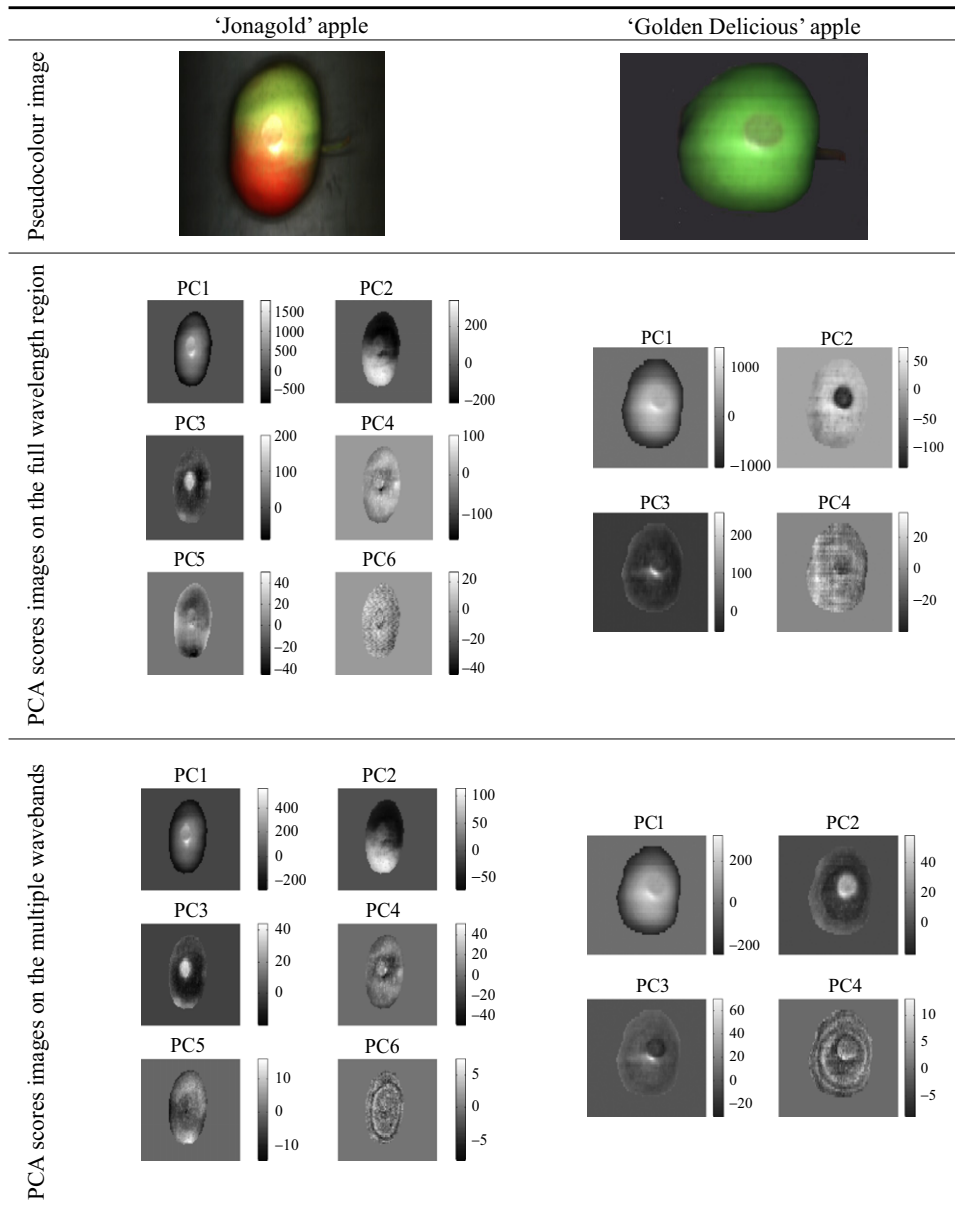 ‘Jonagold’ apple
‘Golden Delicious’ apple
Pseudocolour image
PCA scores images on the full wavelength region
PC1
1500
1000
500
0
–500
PC2
200
0
–200
PC3
200
100
0
PC4
100
0
–100
PC5
40
20
0
–20
–40
PC6
20
0
–20
–40
PC1
1000
0
–1000
PC2
50
0
–50
–100
PC3
200
100
0
PC4
20
0
–20
PCA scores images on the multiple wavebands
PC1
400
200
0
–200
PC2
100
50
0
–50
PC3
40
20
0
PC4
40
20
0
–20
–40
PC5
10
0
–10
PC6
5
0
–5
PC1
200
0
–200
PC2
40
20
0
PC3
60
40
20
0
–20
PC4
10
5
0
–5